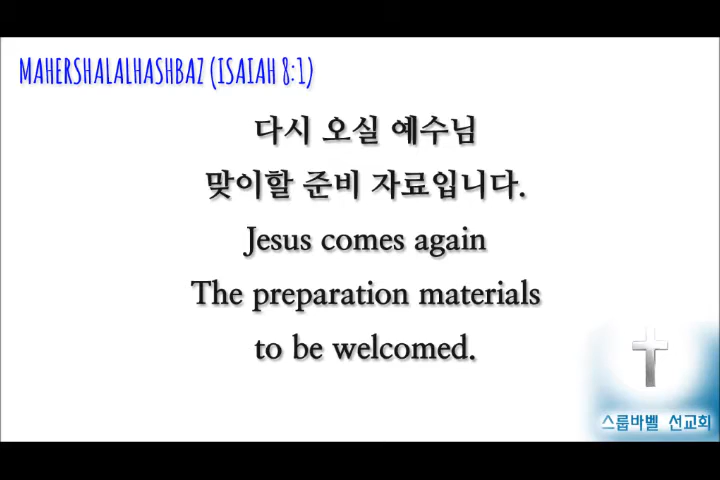 MAHERSHALALHASHBAZ (ISAIAH 8:1)
다시 오실 예수님
맞이할 준비 자료입니다.
Jesus comes again
The preparation materials
to be welcomed.
스룹바벨 선교회